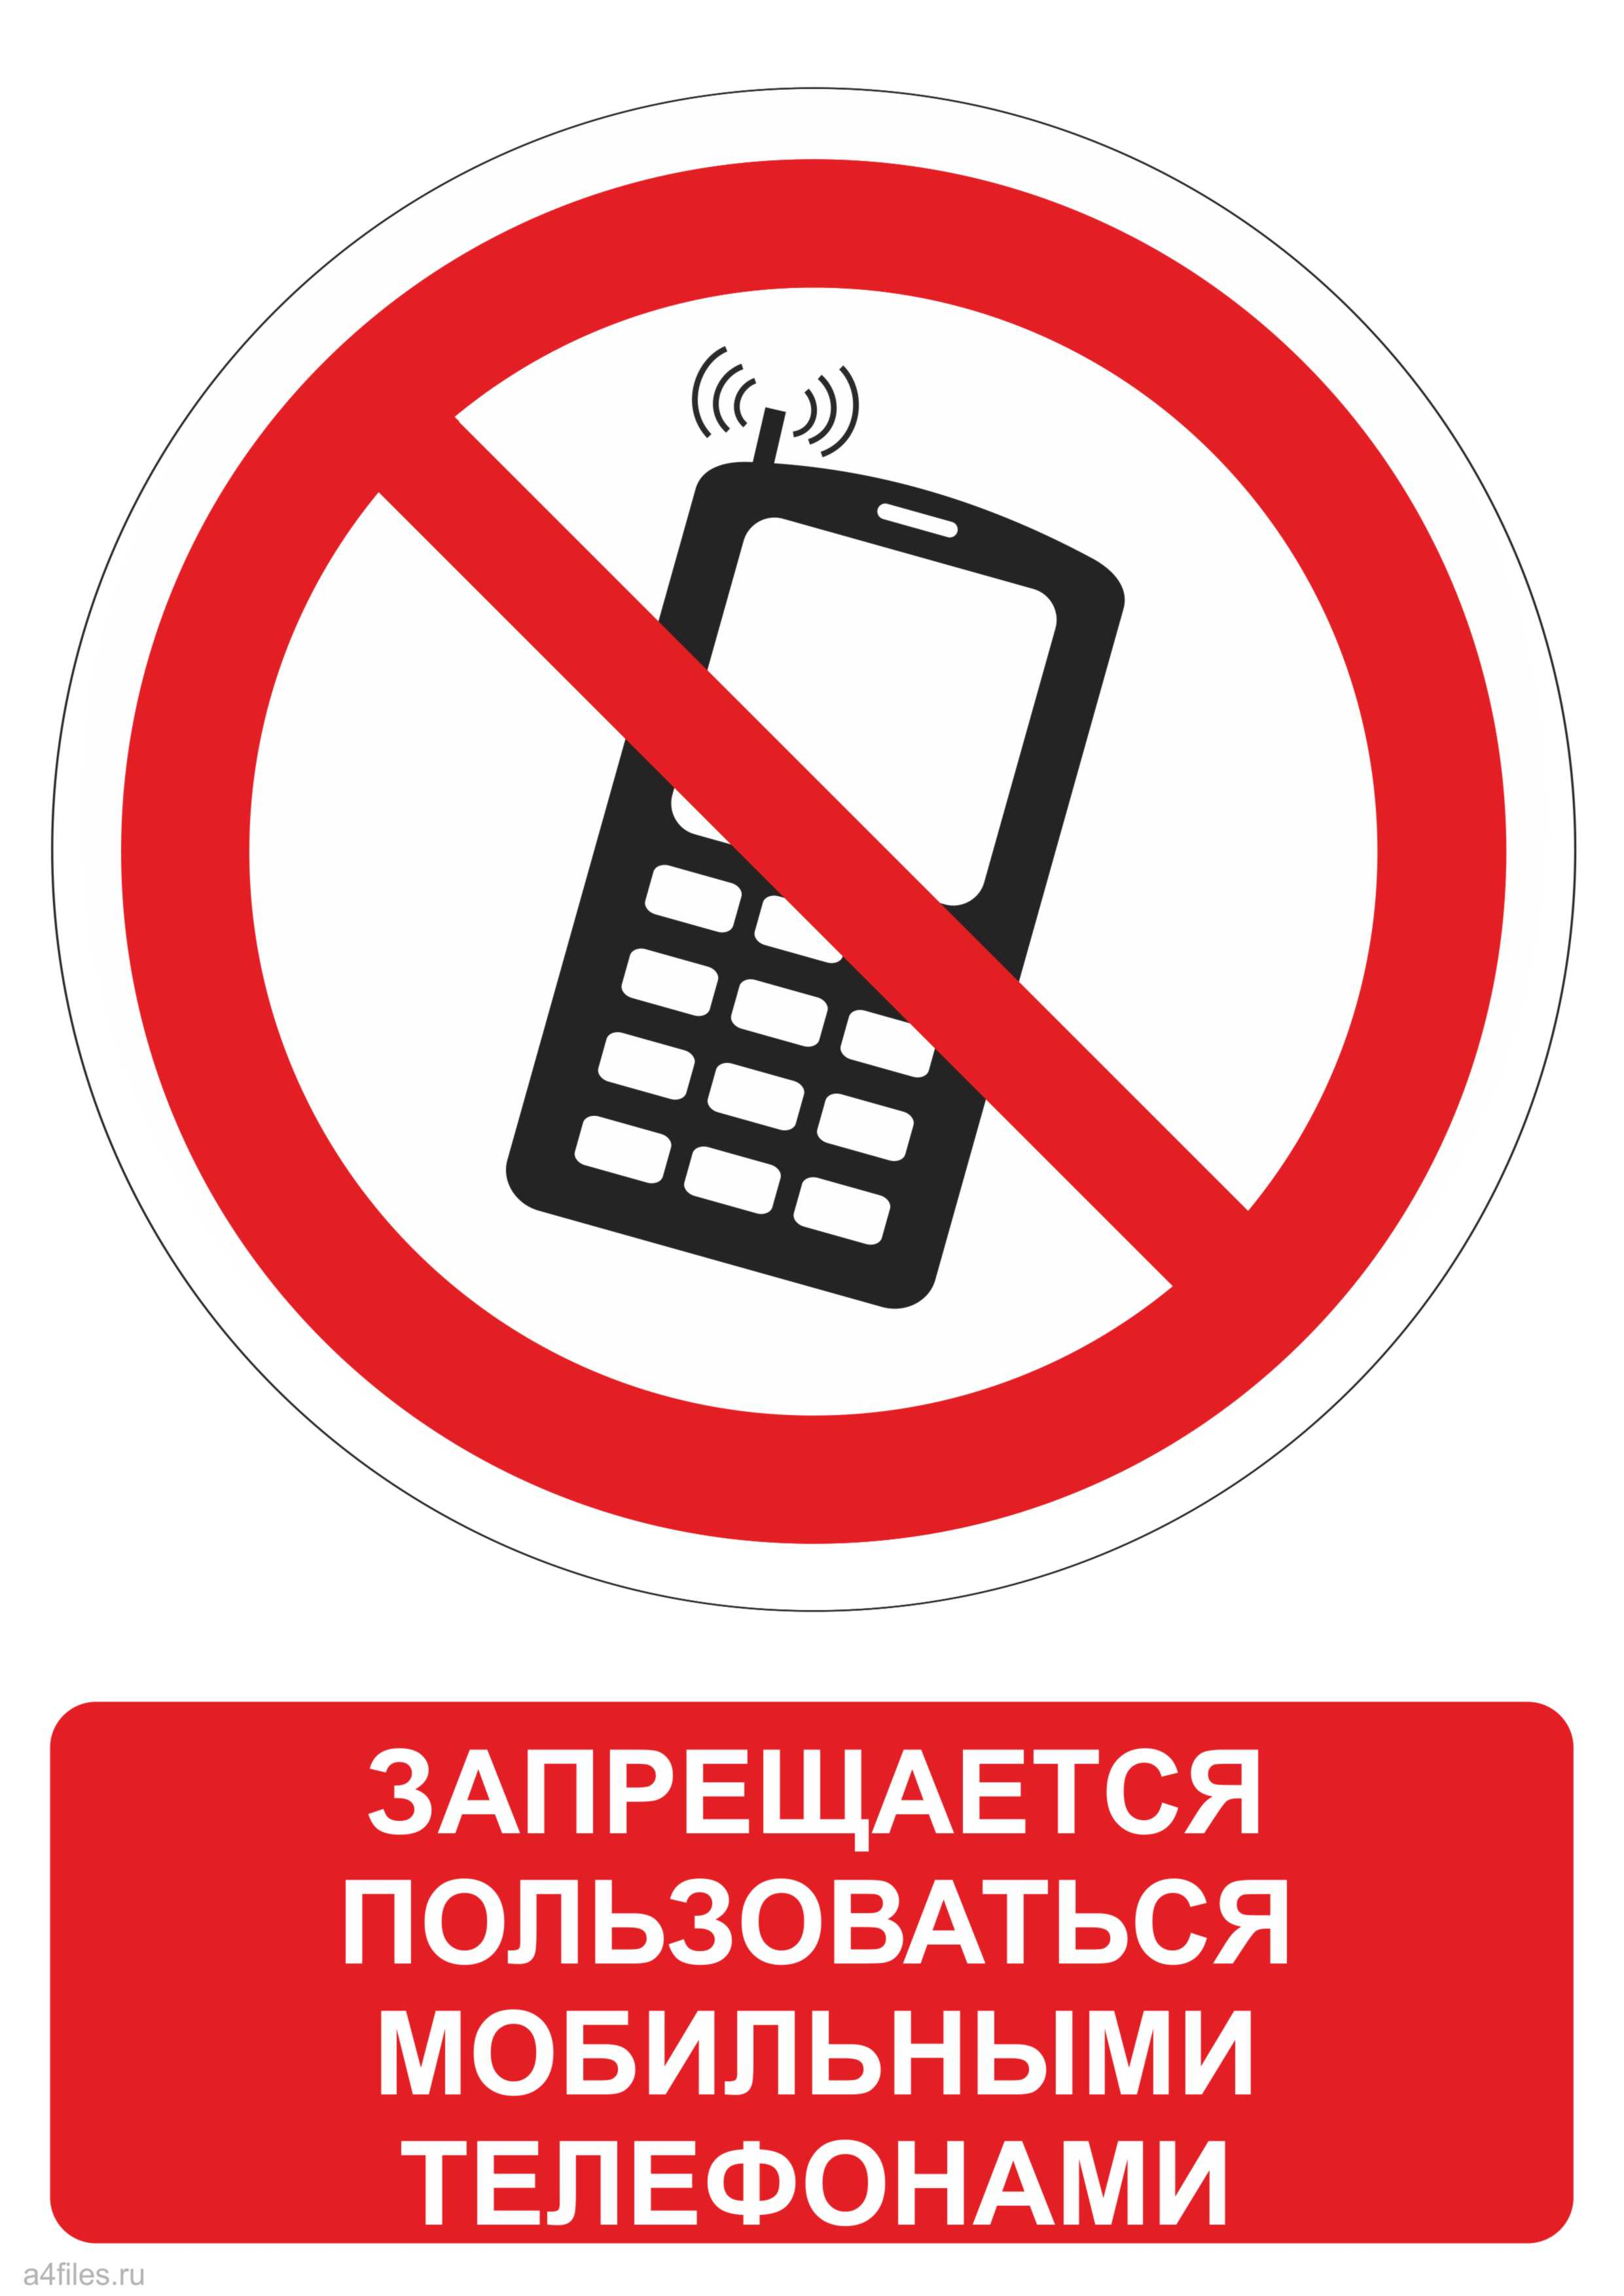 ЗАПРЕЩАЕТСЯ
ПОЛЬЗОВАТЬСЯ
МОБИЛЬНЫМИ
ТЕЛЕФОНАМИ
a4files.ru